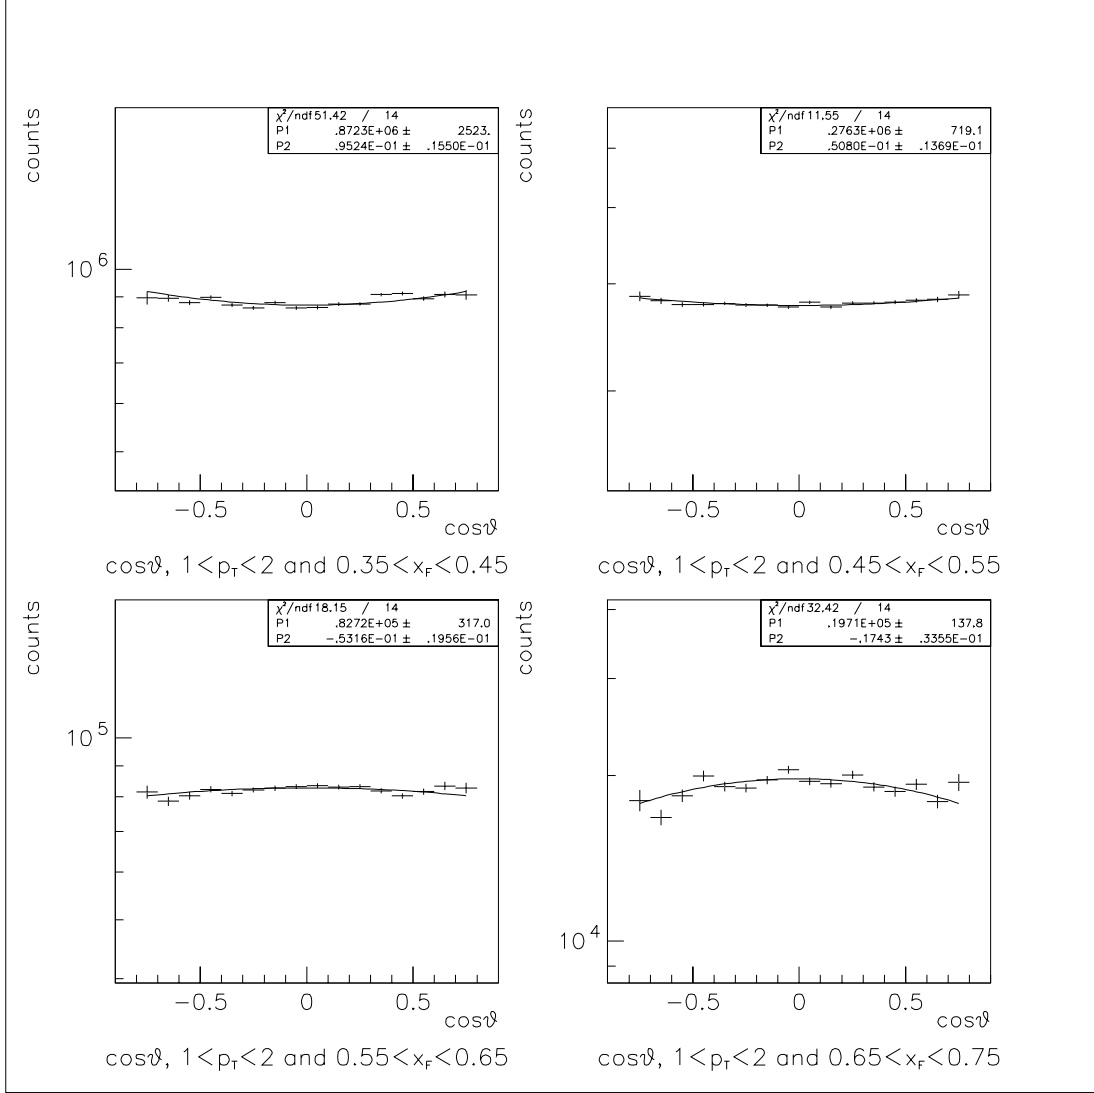 counts
χ²/ndf 51.42 / 14
P1 .8723E+06 ± 2523.
P2 .9524E-01 ± .1550E-01
10⁶
-0.5 0 0.5
cosϑ
cosϑ, 1<p_T<2 and 0.35<x_F<0.45
counts
χ²/ndf 11.55 / 14
P1 .2763E+06 ± 719.1
P2 .5080E-01 ± .1369E-01
-0.5 0 0.5
cosϑ
cosϑ, 1<p_T<2 and 0.45<x_F<0.55
counts
χ²/ndf 18.15 / 14
P1 .8272E+05 ± 317.0
P2 -.5316E-01 ± .1956E-01
10⁵
-0.5 0 0.5
cosϑ
cosϑ, 1<p_T<2 and 0.55<x_F<0.65
counts
χ²/ndf 32.42 / 14
P1 .1971E+05 ± 137.8
P2 -.1743 ± .3355E-01
10⁴
-0.5 0 0.5
cosϑ
cosϑ, 1<p_T<2 and 0.65<x_F<0.75